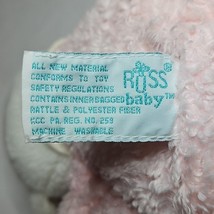 ALL NEW MATERIAL
CONFORMS TO TOY
SAFETY REGULATIONS
CONTAINS INNER BAGGED
RATTLE & POLYESTER FIBER
KCC PA. REG. NO. 259
MACHINE WASHABLE
RUSS®
baby™